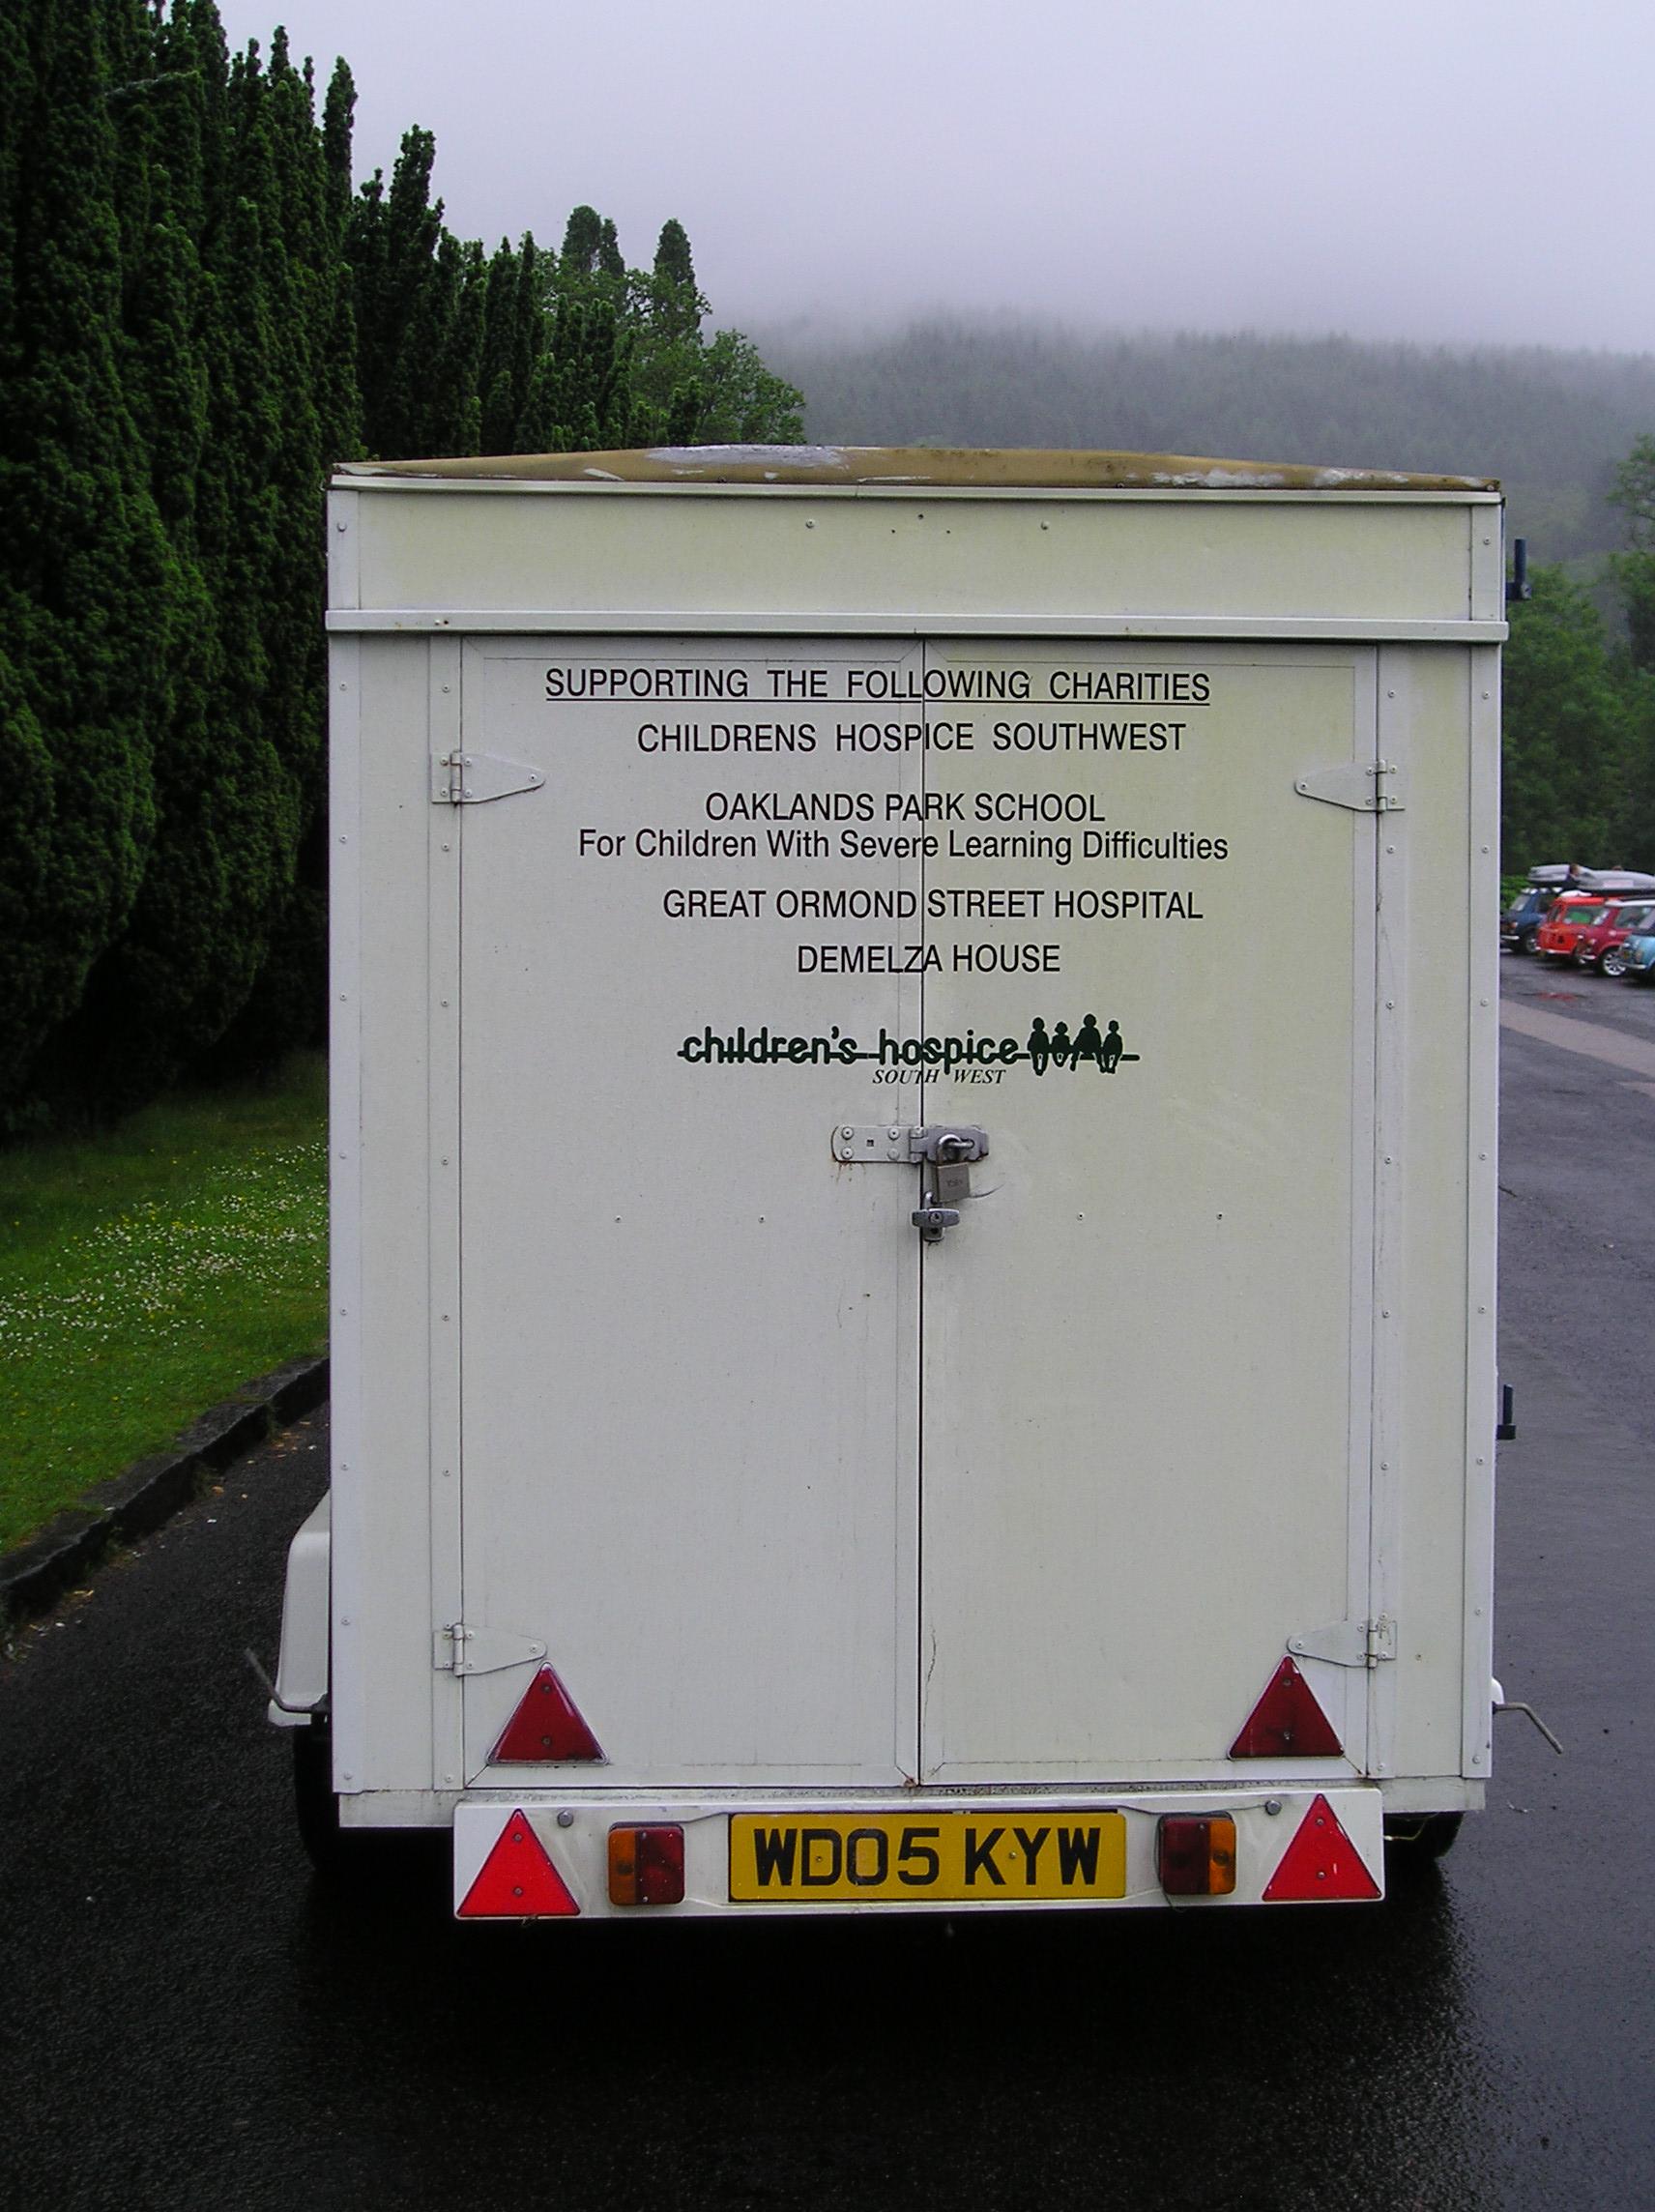 SUPPORTING THE FOLLOWING CHARITIES
CHILDRENS HOSPICE SOUTHWEST
OAKLANDS PARK SCHOOL
For Children With Severe Learning Difficulties
GREAT ORMOND STREET HOSPITAL
DEMELZA HOUSE
children's hospice
SOUTH WEST
Yale
WD05 KYW